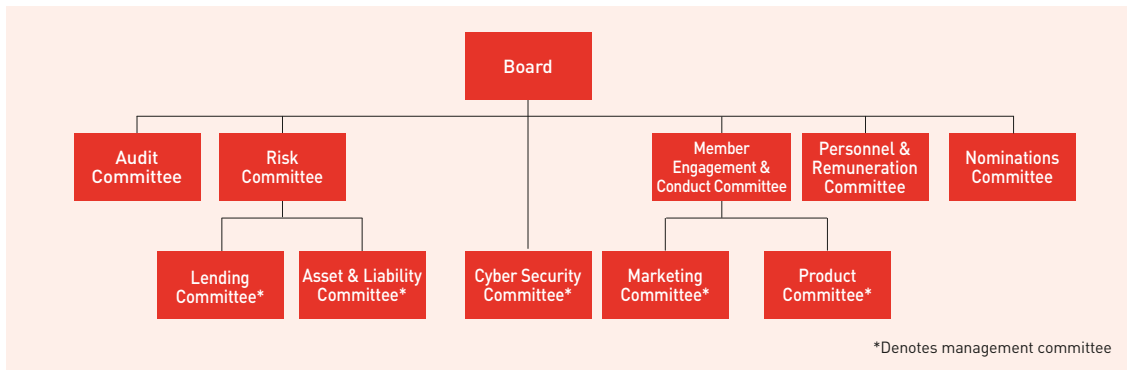 Board
Audit
Committee
Risk
Committee
Member
Engagement &
Conduct Committee
Personnel &
Remuneration
Committee
Nominations
Committee
Lending
Committee*
Asset & Liability
Committee*
Cyber Security
Committee*
Marketing
Committee*
Product
Committee*
*Denotes management committee